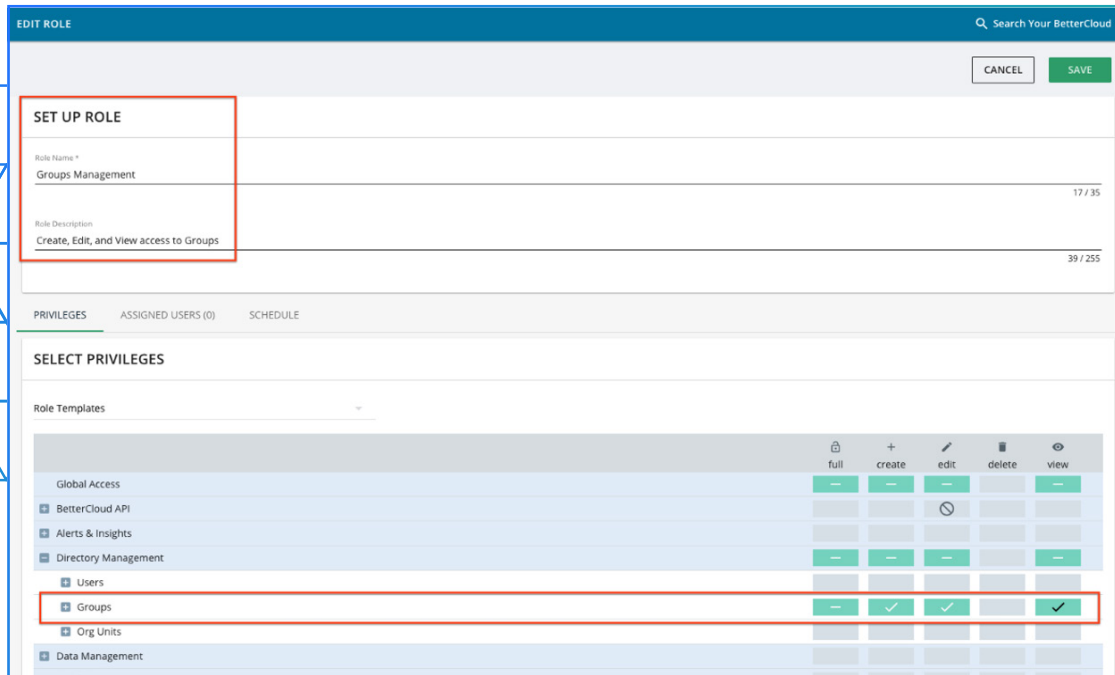 EDIT ROLE Search Your BetterCloud
CANCEL SAVE
SET UP ROLE
Role Name *
Groups Management
17 / 35
Role Description
Create, Edit, and View access to Groups
39 / 255
PRIVILEGES ASSIGNED USERS (0) SCHEDULE
SELECT PRIVILEGES
Role Templates
full create edit delete view
Global Access
BetterCloud API
Alerts & Insights
Directory Management
Users
Groups
Org Units
Data Management